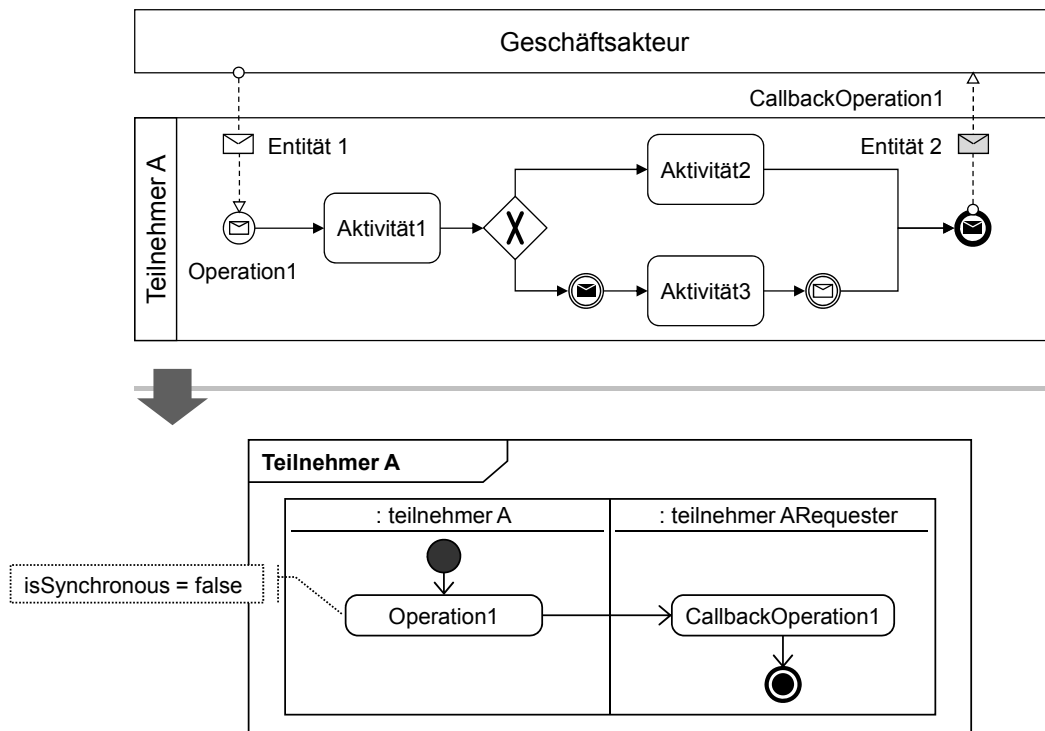 Geschäftsakteur
CallbackOperation1
Teilnehmer A
Entität 1
Entität 2
Aktivität2
Aktivität1
X
Operation1
Aktivität3
Teilnehmer A
: teilnehmer A
: teilnehmer ARequester
isSynchronous = false
Operation1
CallbackOperation1